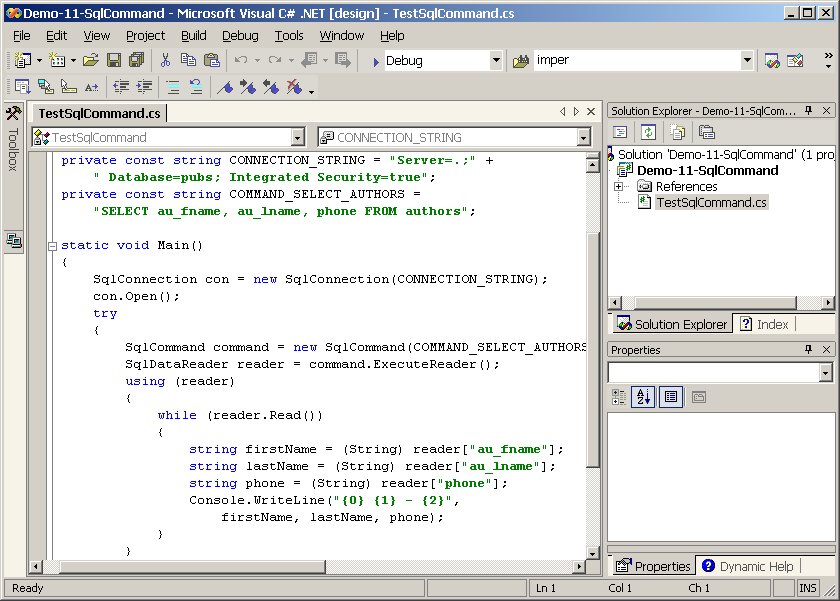 Demo-11-SqlCommand - Microsoft Visual C# .NET [design] - TestSqlCommand.cs
File Edit View Project Build Debug Tools Window Help
Debug imper
TestSqlCommand.cs
TestSqlCommand CONNECTION_STRING
Toolbox
private const string CONNECTION_STRING = "Server=.;" +
" Database=pubs; Integrated Security=true";
private const string COMMAND_SELECT_AUTHORS =
"SELECT au_fname, au_lname, phone FROM authors";
static void Main()
{
SqlConnection con = new SqlConnection(CONNECTION_STRING);
con.Open();
try
{
SqlCommand command = new SqlCommand(COMMAND_SELECT_AUTHORS
SqlDataReader reader = command.ExecuteReader();
using (reader)
{
while (reader.Read())
{
string firstName = (String) reader["au_fname"];
string lastName = (String) reader["au_lname"];
string phone = (String) reader["phone"];
Console.WriteLine("{0} {1} - {2}",
firstName, lastName, phone);
}
}
Solution Explorer - Demo-11-SqlCom...
Solution 'Demo-11-SqlCommand' (1 proj
Demo-11-SqlCommand
References
TestSqlCommand.cs
Solution Explorer Index
Properties
Properties Dynamic Help
Ready Ln 1 Col 1 Ch 1 INS